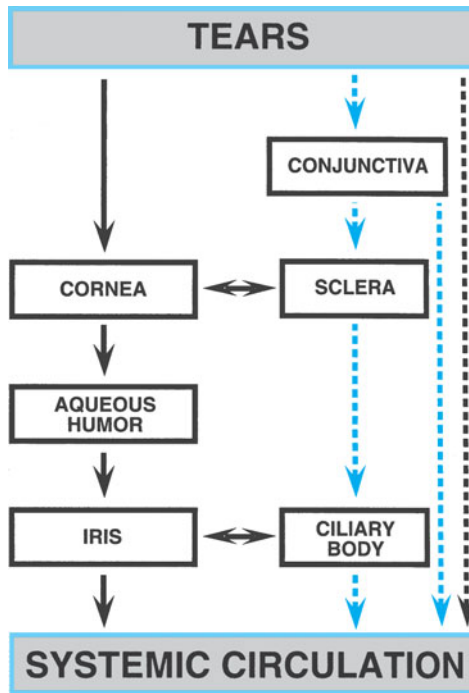 TEARS
CONJUNCTIVA
CORNEA
SCLERA
AQUEOUS
HUMOR
IRIS
CILIARY
BODY
SYSTEMIC CIRCULATION